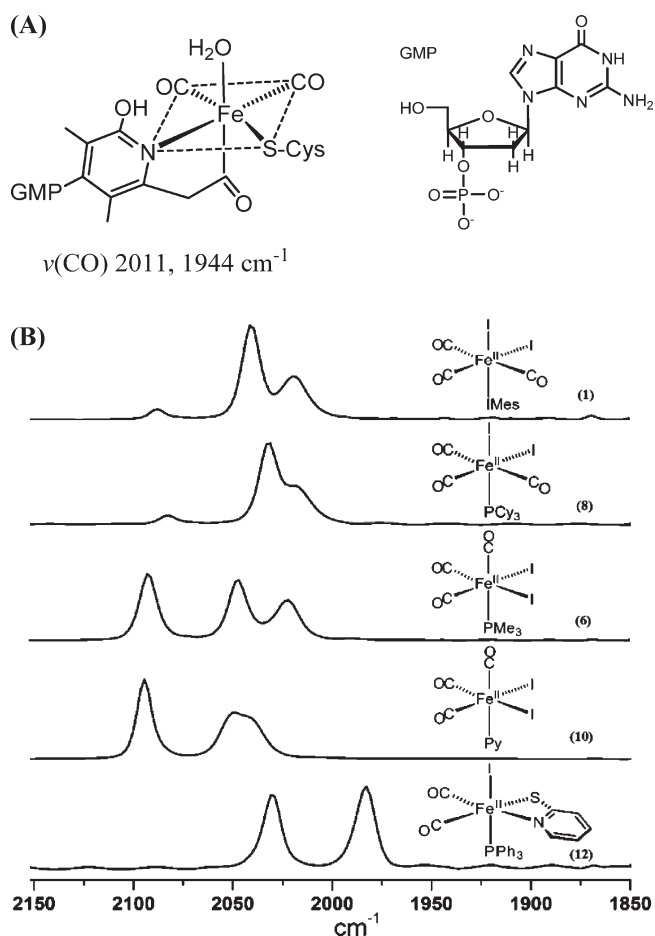 (A)
H₂O
OC
CO
Fe
OH
N
S-Cys
GMP
O
ν(CO) 2011, 1944 cm⁻¹
GMP
O
N
NH
N
N
NH₂
HO
O
H
H
H
H
O
O=P-O⁻
O⁻
(B)
I
OC
Feᴵᴵ
I
OC
CO
IMes
(1)
I
OC
Feᴵᴵ
I
OC
CO
PCy₃
(8)
O
C
OC
Feᴵᴵ
I
OC
I
PMe₃
(6)
O
C
OC
Feᴵᴵ
I
OC
I
Py
(10)
I
OC
Feᴵᴵ
S
OC
N
PPh₃
(12)
2150 2100 2050 2000 1950 1900 1850
cm⁻¹